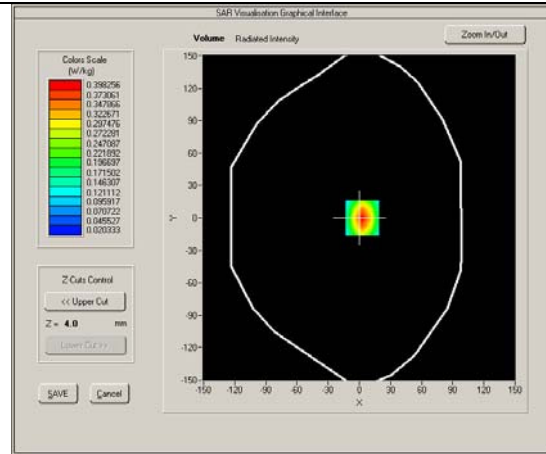 SAR Visualisation Graphical Interface
Volume Radiated Intensity
Zoom In/Out
Colors Scale
(W/kg)
0.398256
0.373061
0.347866
0.322671
0.297476
0.272281
0.247087
0.221892
0.196697
0.171502
0.146307
0.121112
0.095917
0.070722
0.045527
0.020333
Z Cuts Control
<< Upper Cut
Z = 4.0 mm
Lower Cut >>
SAVE
Cancel
150
120
90
60
30
0
-30
-60
-90
-120
-150
Y
-150 -120 -90 -60 -30 0 30 60 90 120 150
X